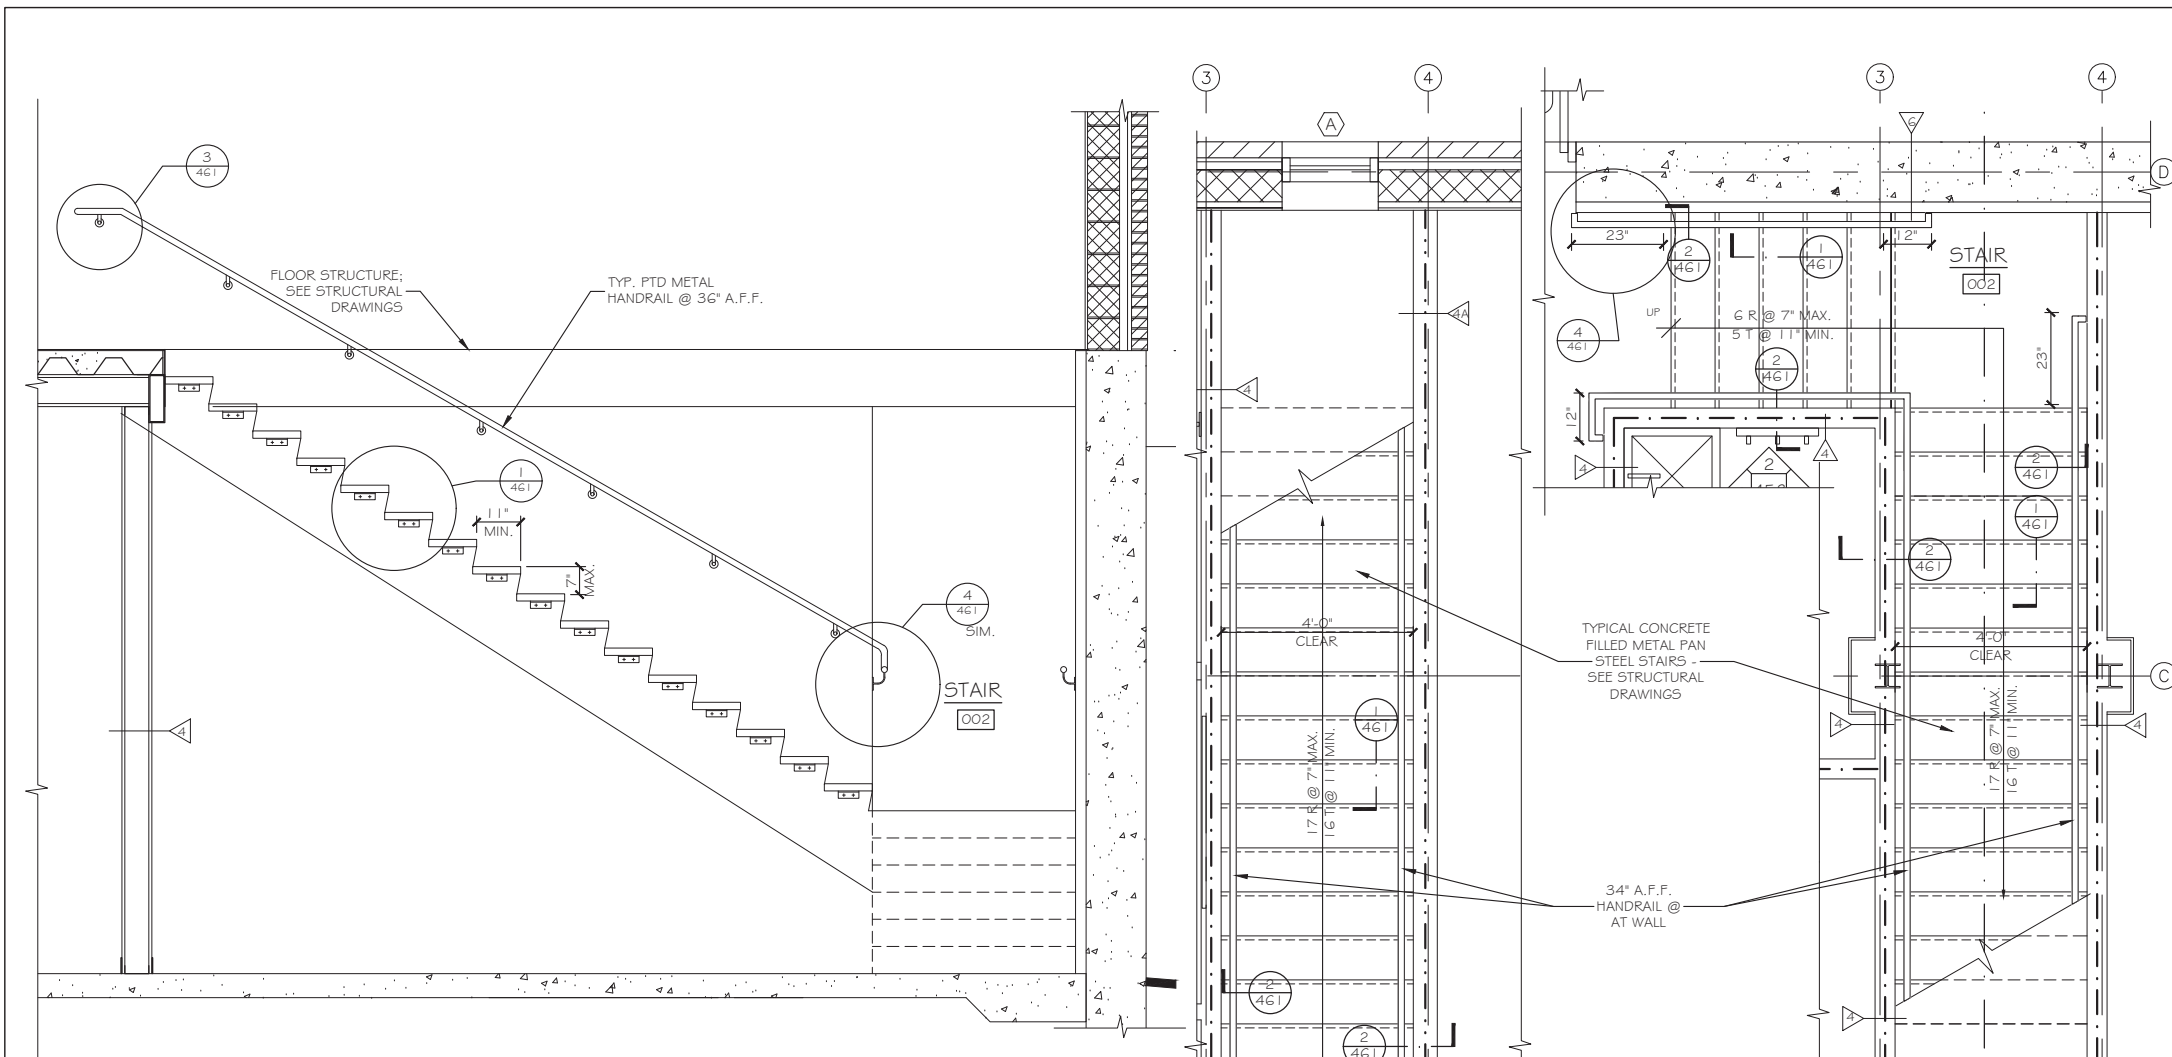 3
461
FLOOR STRUCTURE;
SEE STRUCTURAL
DRAWINGS
TYP. PTD METAL
HANDRAIL @ 36" A.F.F.
1
461
11"
MIN.
7"
MAX.
4
461
SIM.
STAIR
002
4
3
4
A
4A
4
4'-0"
CLEAR
1
461
17 R @ 7" MAX.
16 T @ 11" MIN.
2
461
2
461
TYPICAL CONCRETE
FILLED METAL PAN
STEEL STAIRS -
SEE STRUCTURAL
DRAWINGS
34" A.F.F.
HANDRAIL @
AT WALL
3
4
6
D
23"
2
461
1
461
12"
STAIR
002
UP
6 R @ 7" MAX.
5 T @ 11" MIN.
4
461
2
461
23"
12"
4
2
4
2
461
1
461
2
461
4'-0"
CLEAR
C
17 R @ 7" MAX.
16 T @ 11" MIN.
4
4
4